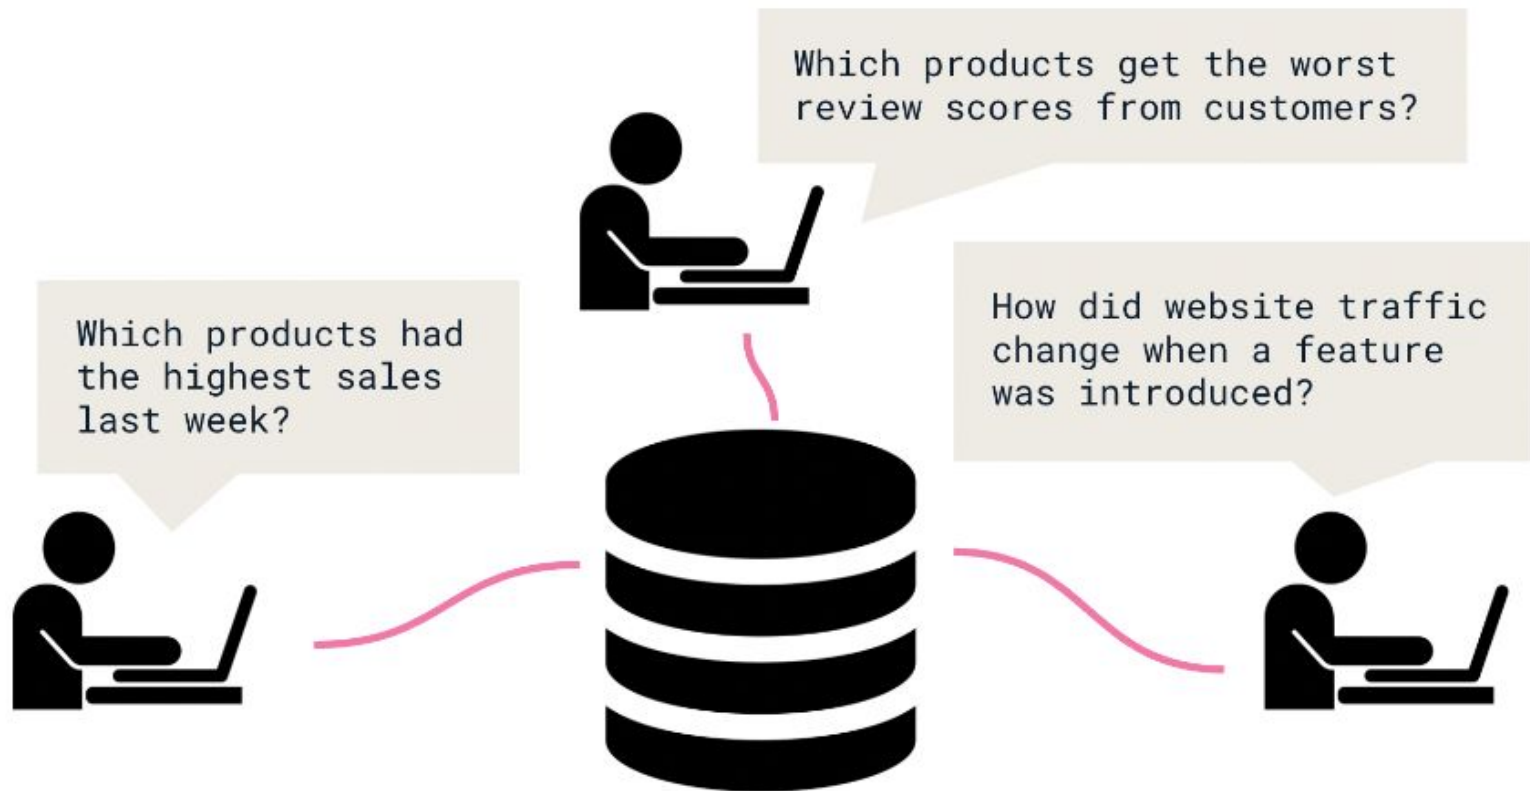 Which products get the worst
review scores from customers?
Which products had
the highest sales
last week?
How did website traffic
change when a feature
was introduced?